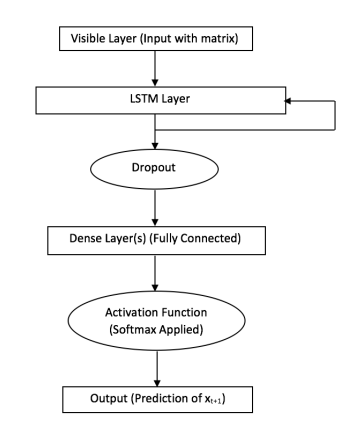 Visible Layer (Input with matrix)
LSTM Layer
Dropout
Dense Layer(s) (Fully Connected)
Activation Function
(Softmax Applied)
Output (Prediction of xₜ₊₁)